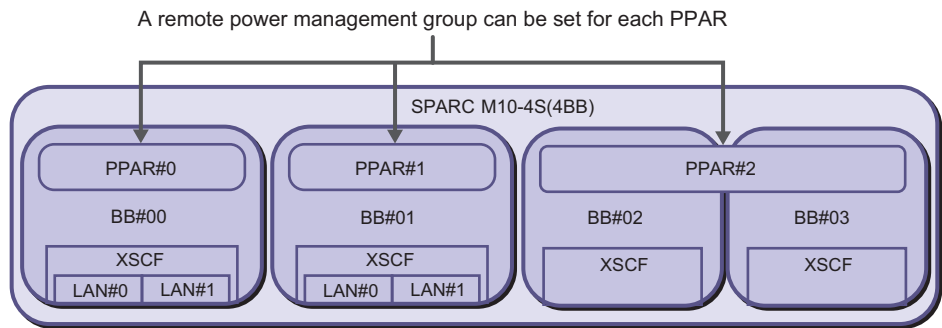 A remote power management group can be set for each PPAR
SPARC M10-4S(4BB)
PPAR#0
PPAR#1
PPAR#2
BB#00
BB#01
BB#02
BB#03
XSCF
XSCF
XSCF
XSCF
LAN#0
LAN#1
LAN#0
LAN#1